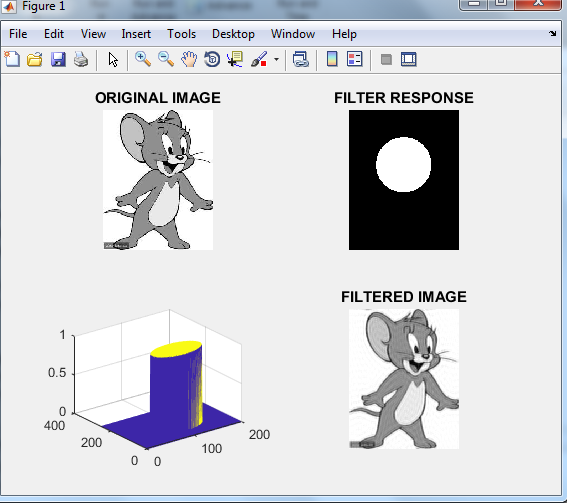 Figure 1
File Edit View Insert Tools Desktop Window Help
ORIGINAL IMAGE
FILTER RESPONSE
FILTERED IMAGE
1
0.5
0
400
200
0
0
100
200